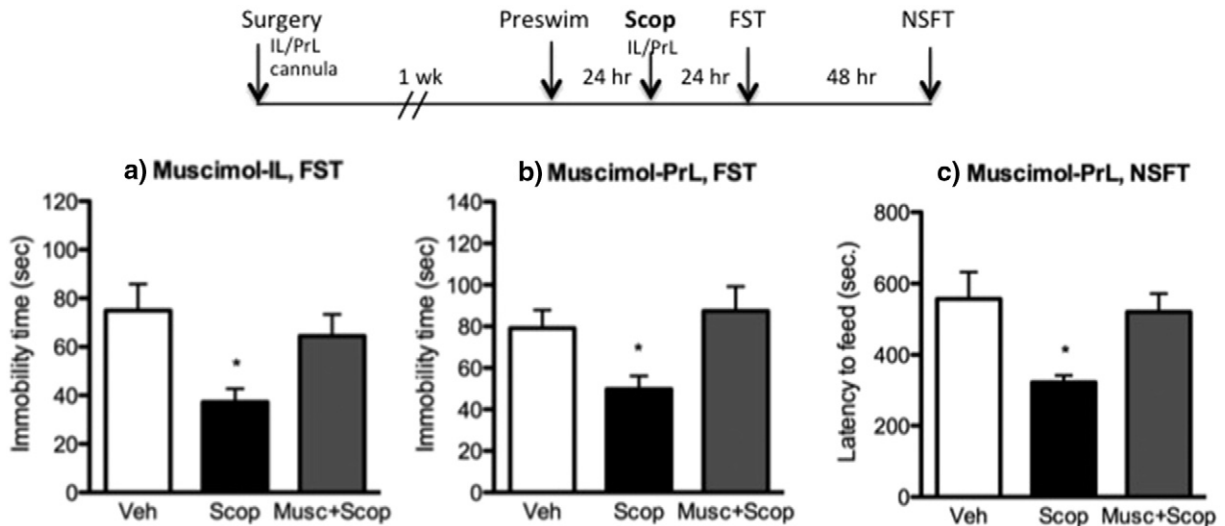 Surgery
IL/PrL
cannula
1 wk
Preswim
24 hr
Scop
IL/PrL
24 hr
FST
48 hr
NSFT
a) Muscimol-IL, FST
Immobility time (sec)
120
100
80
60
40
20
0
*
Veh Scop Musc+Scop
b) Muscimol-PrL, FST
Immobility time (sec)
140
120
100
80
60
40
20
0
*
Veh Scop Musc+Scop
c) Muscimol-PrL, NSFT
Latency to feed (sec.)
800
600
400
200
0
*
Veh Scop Musc+Scop